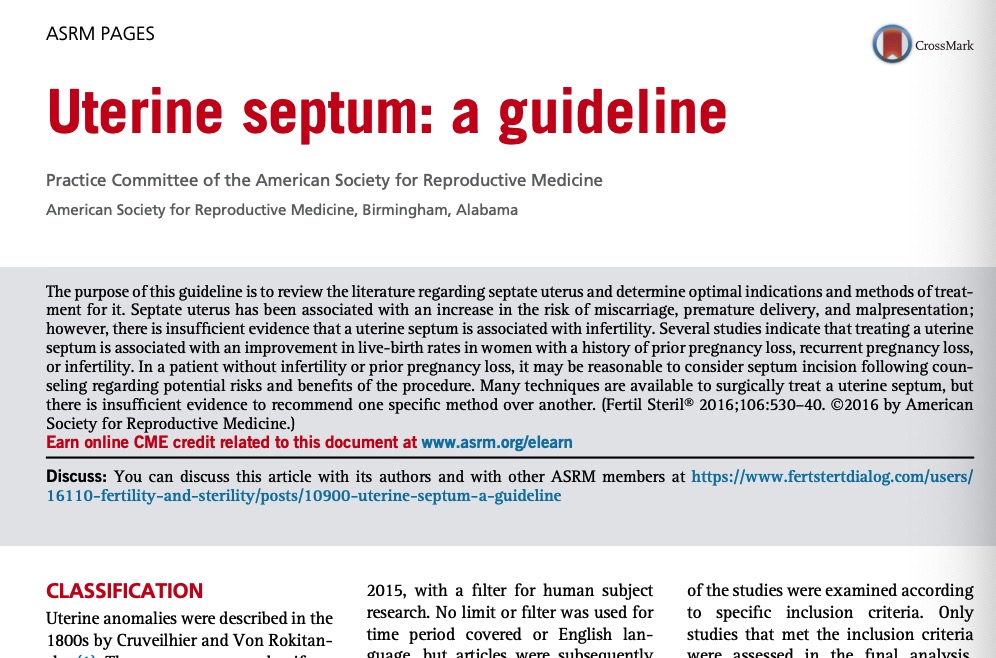 ASRM PAGES
CrossMark
Uterine septum: a guideline
Practice Committee of the American Society for Reproductive Medicine
American Society for Reproductive Medicine, Birmingham, Alabama
The purpose of this guideline is to review the literature regarding septate uterus and determine optimal indications and methods of treat-
ment for it. Septate uterus has been associated with an increase in the risk of miscarriage, premature delivery, and malpresentation;
however, there is insufficient evidence that a uterine septum is associated with infertility. Several studies indicate that treating a uterine
septum is associated with an improvement in live-birth rates in women with a history of prior pregnancy loss, recurrent pregnancy loss,
or infertility. In a patient without infertility or prior pregnancy loss, it may be reasonable to consider septum incision following coun-
seling regarding potential risks and benefits of the procedure. Many techniques are available to surgically treat a uterine septum, but
there is insufficient evidence to recommend one specific method over another. (Fertil Steril® 2016;106:530–40. ©2016 by American
Society for Reproductive Medicine.)
Earn online CME credit related to this document at www.asrm.org/elearn
Discuss: You can discuss this article with its authors and with other ASRM members at https://www.fertstertdialog.com/users/
16110-fertility-and-sterility/posts/10900-uterine-septum-a-guideline
CLASSIFICATION
Uterine anomalies were described in the
1800s by Cruveilhier and Von Rokitan-
2015, with a filter for human subject
research. No limit or filter was used for
time period covered or English lan-
guage, but articles were subsequently
of the studies were examined according
to specific inclusion criteria. Only
studies that met the inclusion criteria
were assessed in the final analysis.